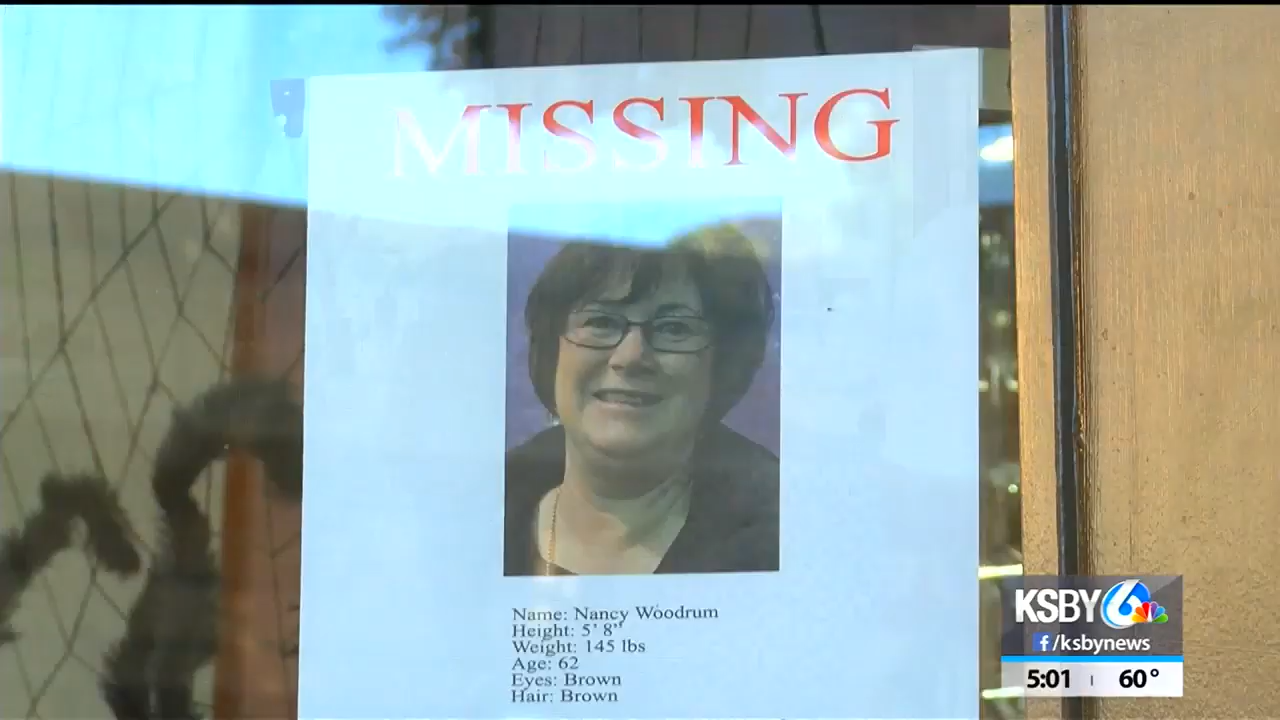 MISSING
Name: Nancy Woodrum
Height: 5' 8"
Weight: 145 lbs
Age: 62
Eyes: Brown
Hair: Brown
KSBY 6
f/ksbynews
5:01 60°